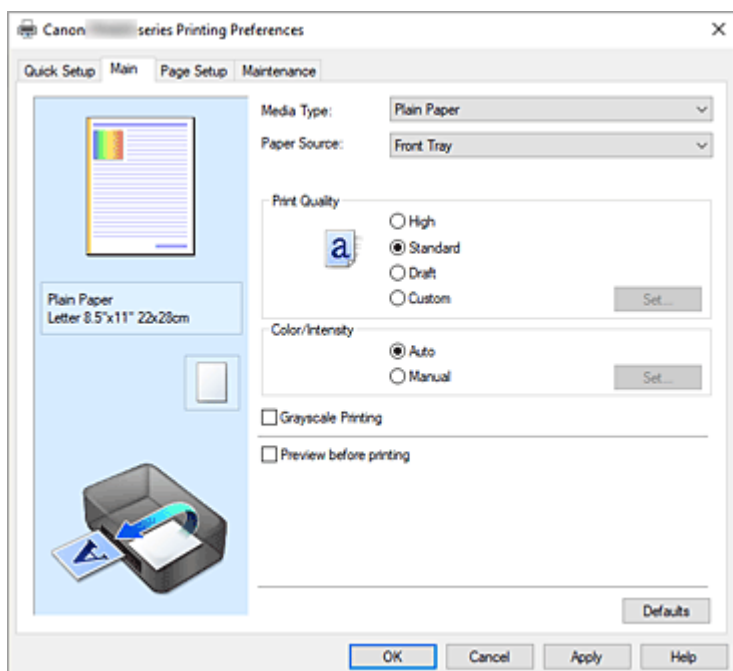 Canon series Printing Preferences
Quick Setup Main Page Setup Maintenance
Media Type: Plain Paper
Paper Source: Front Tray
Print Quality
High
a Standard
Draft
Custom Set...
Plain Paper
Letter 8.5"x11" 22x28cm
Color/Intensity
Auto
Manual Set...
Grayscale Printing
Preview before printing
A
Defaults
OK Cancel Apply Help